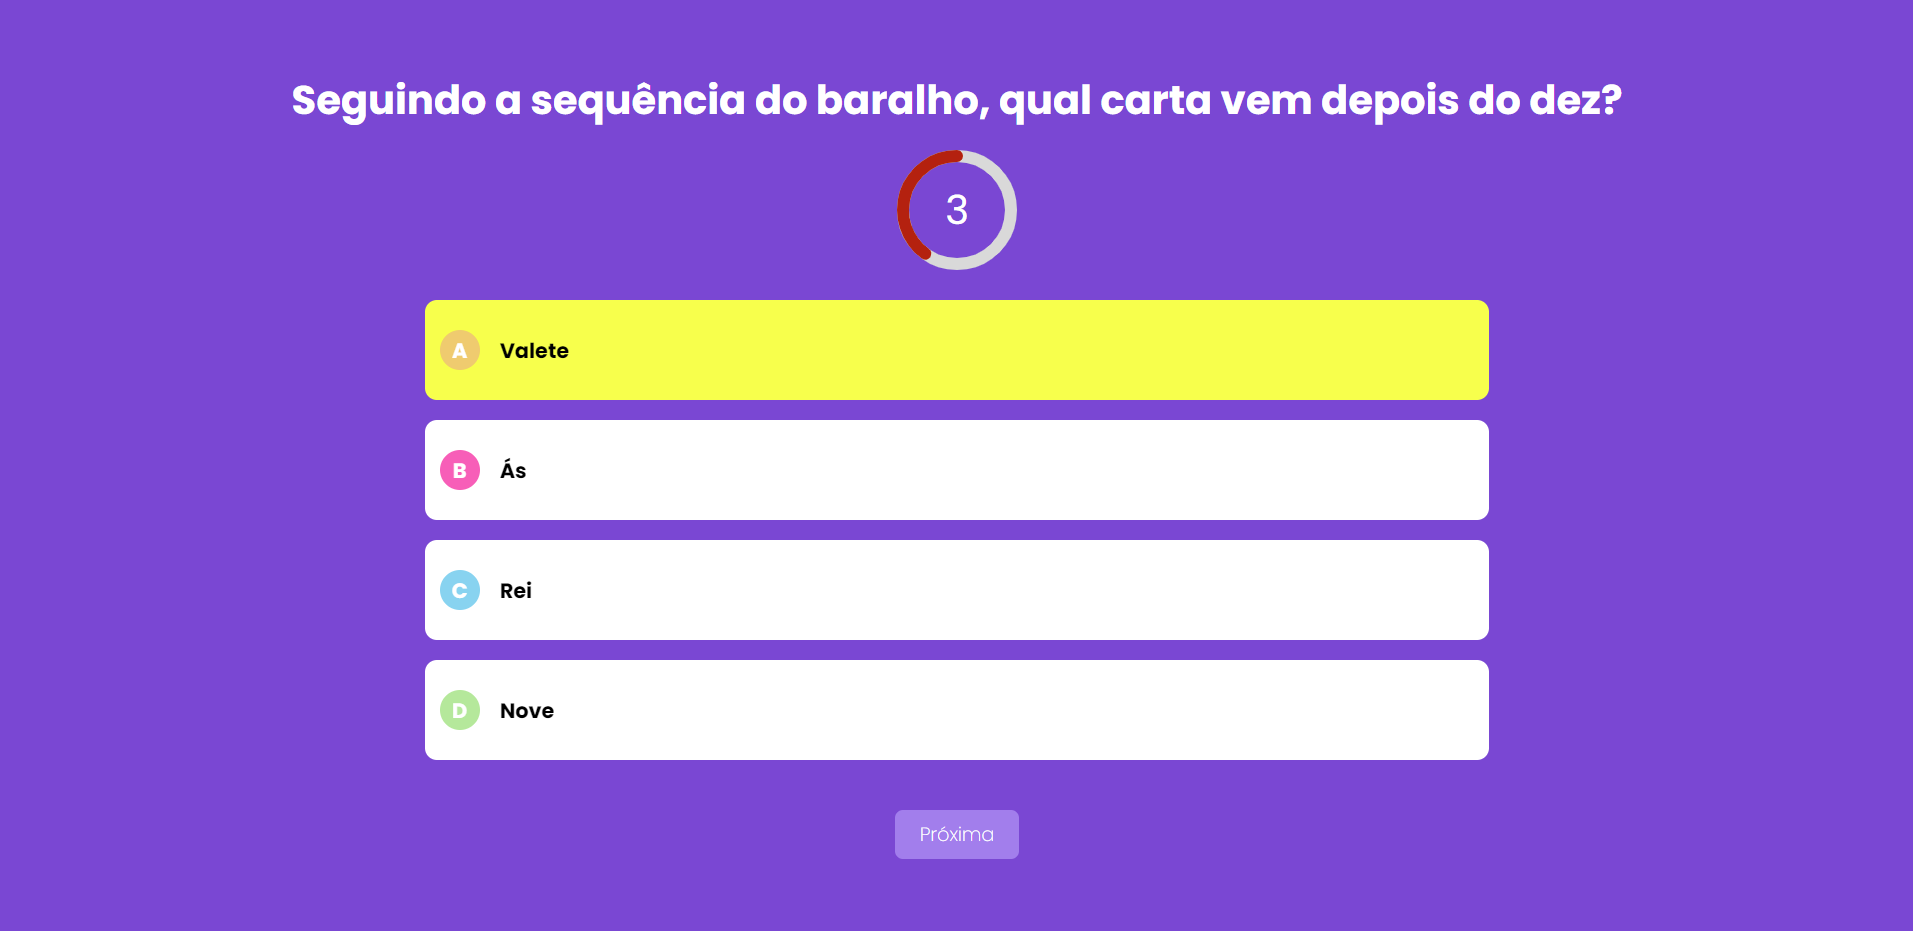 Seguindo a sequência do baralho, qual carta vem depois do dez?
3
A Valete
B Ás
C Rei
D Nove
Próxima